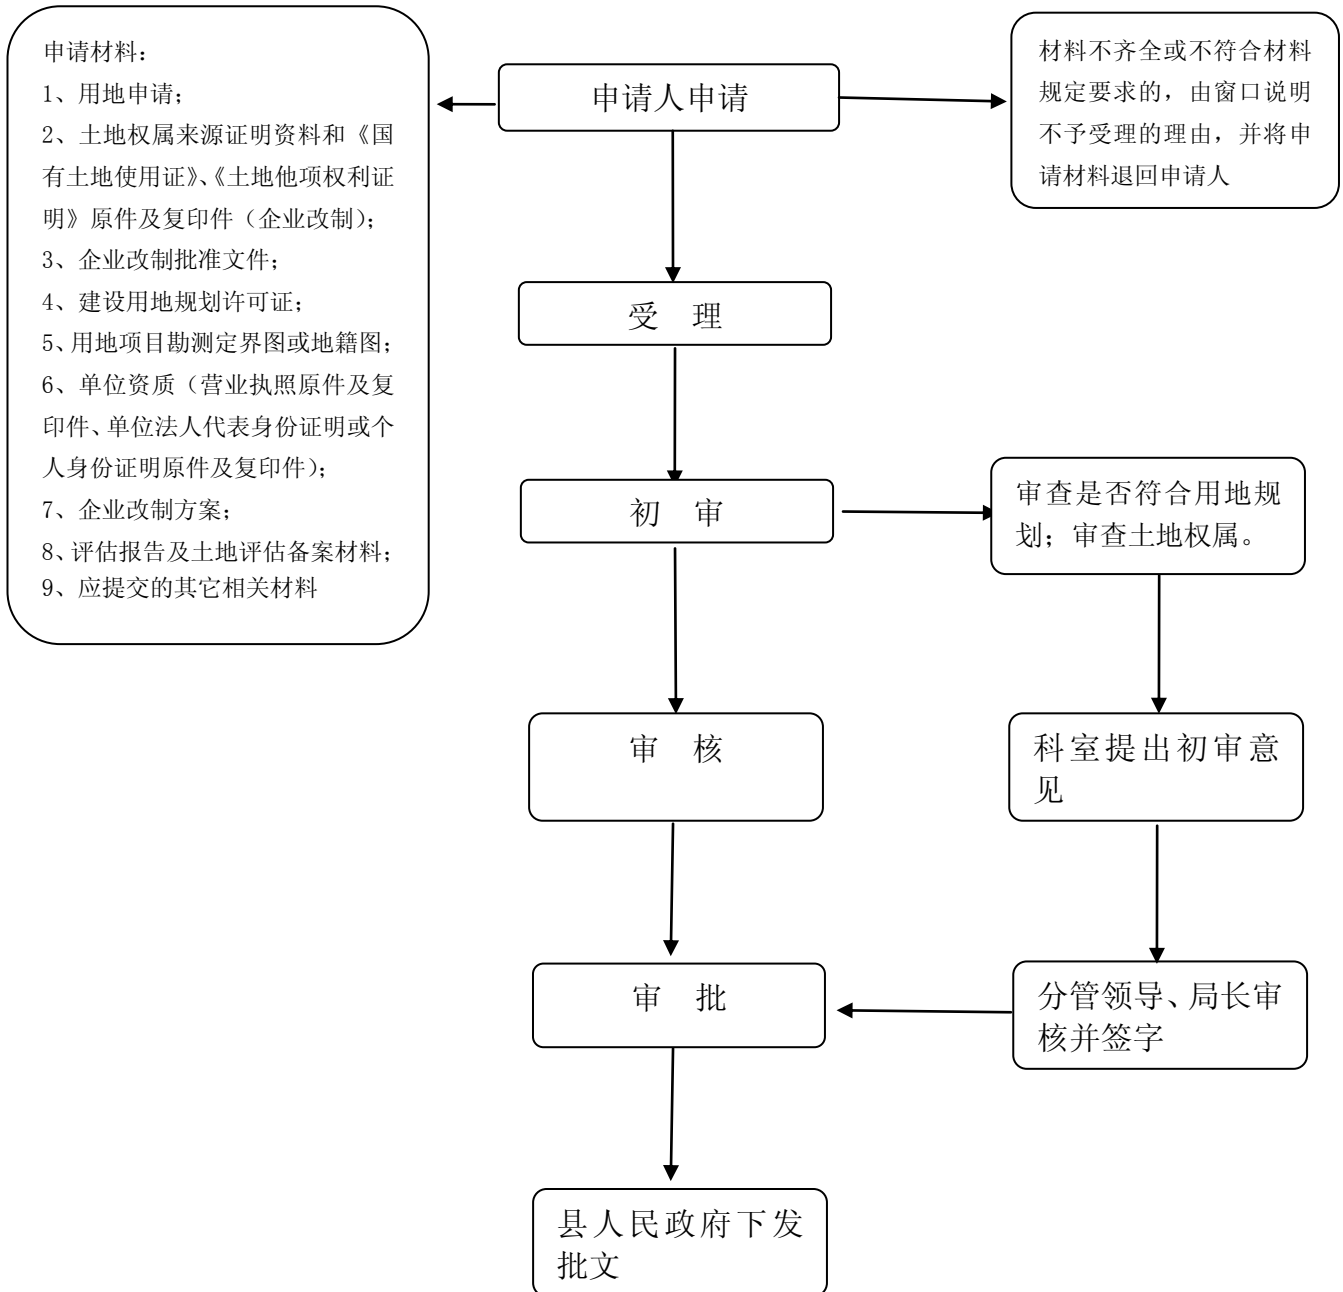 申请材料：
1、用地申请；
2、土地权属来源证明资料和《国
有土地使用证》、《土地他项权利证
明》原件及复印件（企业改制）；
3、企业改制批准文件；
4、建设用地规划许可证；
5、用地项目勘测定界图或地籍图；
6、单位资质（营业执照原件及复
印件、单位法人代表身份证明或个
人身份证明原件及复印件）；
7、企业改制方案；
8、评估报告及土地评估备案材料；
9、应提交的其它相关材料
申请人申请
材料不齐全或不符合材料
规定要求的，由窗口说明
不予受理的理由，并将申
请材料退回申请人
受 理
初 审
审查是否符合用地规
划；审查土地权属。
审 核
科室提出初审意
见
审 批
分管领导、局长审
核并签字
县人民政府下发
批文